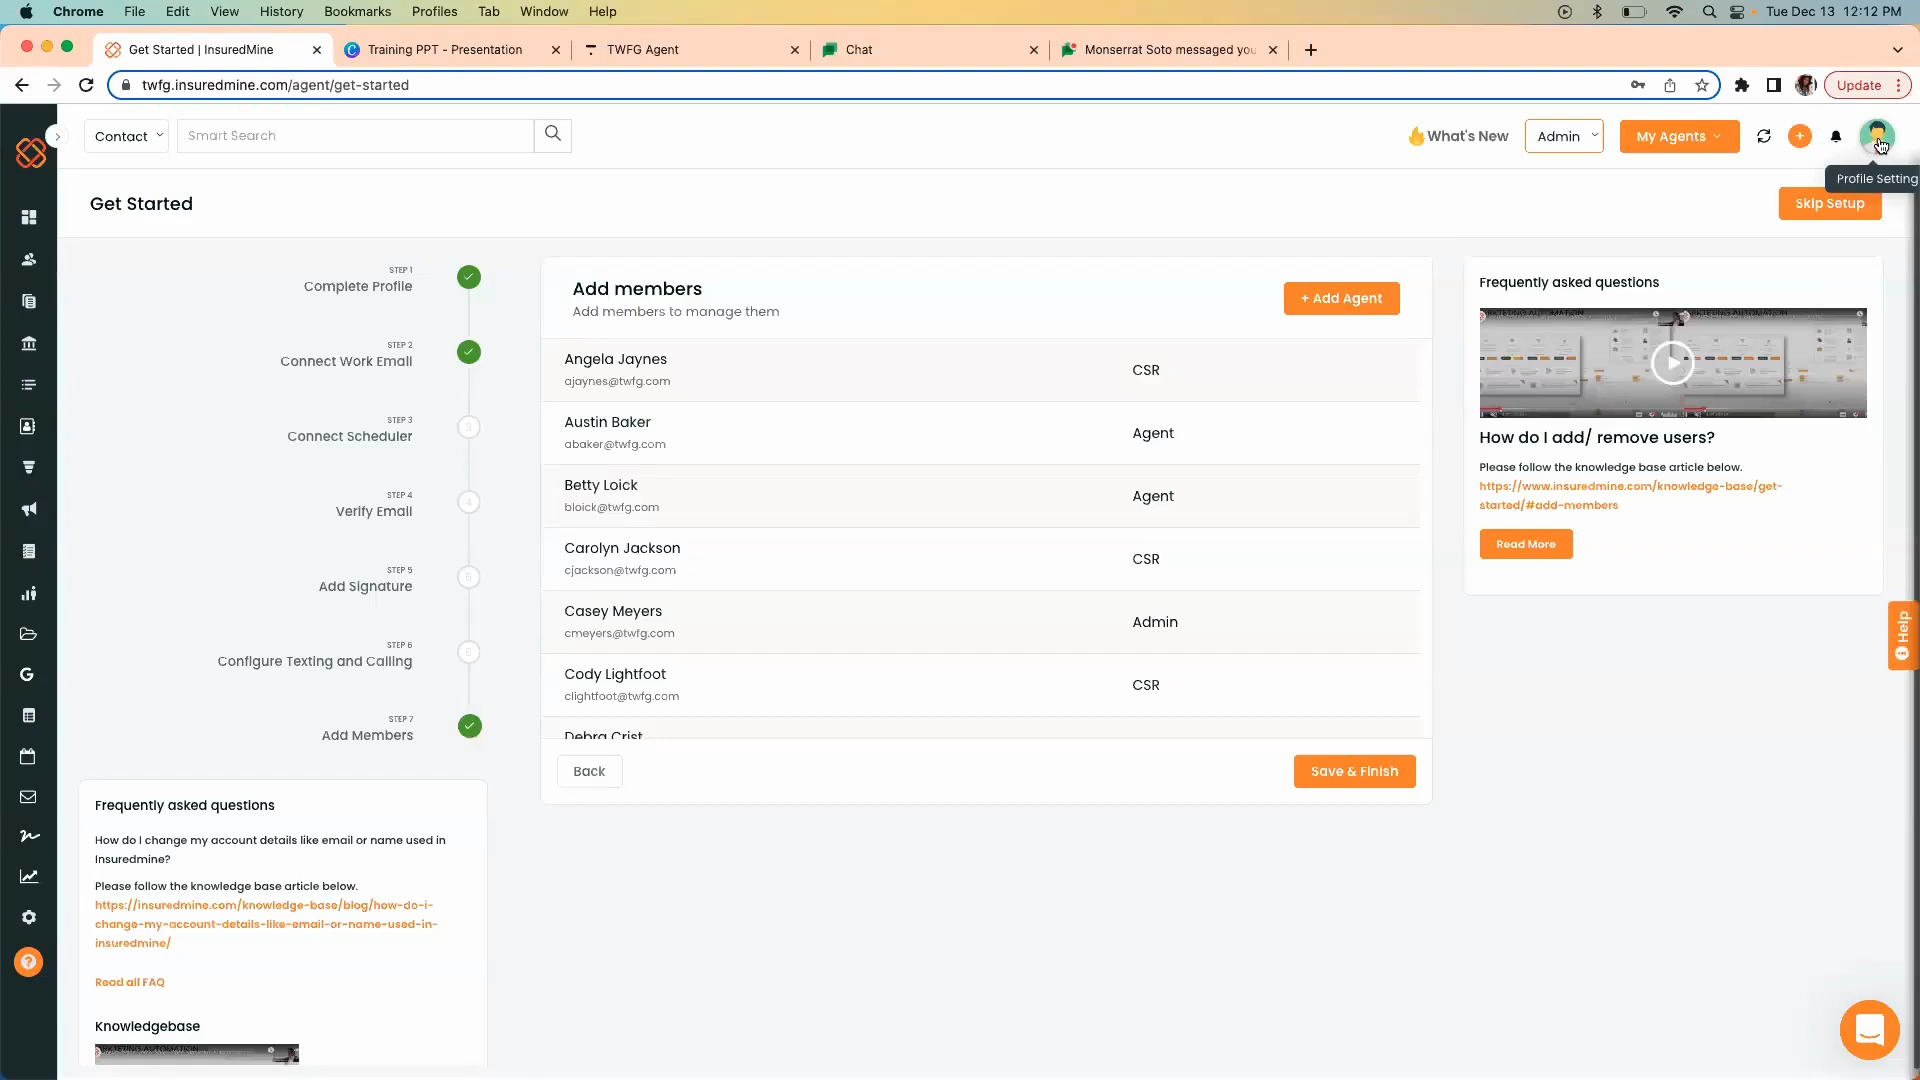 Chrome File Edit View History Bookmarks Profiles Tab Window Help Tue Dec 13 12:12 PM
Get Started | InsuredMine Training PPT - Presentation TWFG Agent Chat Monserrat Soto messaged you
twfg.insuredmine.com/agent/get-started Update
Contact Smart Search What's New Admin My Agents
Profile Setting
Get Started Skip Setup
STEP 1
Complete Profile
STEP 2
Connect Work Email
STEP 3
Connect Scheduler
3
STEP 4
Verify Email
4
STEP 5
Add Signature
5
STEP 6
Configure Texting and Calling
6
STEP 7
Add Members
Add members
Add members to manage them
+ Add Agent
Angela Jaynes
ajaynes@twfg.com
CSR
Austin Baker
abaker@twfg.com
Agent
Betty Loick
bloick@twfg.com
Agent
Carolyn Jackson
cjackson@twfg.com
CSR
Casey Meyers
cmeyers@twfg.com
Admin
Cody Lightfoot
clightfoot@twfg.com
CSR
Debra Crist
Back Save & Finish
Frequently asked questions
MARKETING AUTOMATION
How do I add/ remove users?
Please follow the knowledge base article below.
https://www.insuredmine.com/knowledge-base/get-
started/#add-members
Read More
Help
Frequently asked questions
How do I change my account details like email or name used in
Insuredmine?
Please follow the knowledge base article below.
https://insuredmine.com/knowledge-base/blog/how-do-i-
change-my-account-details-like-email-or-name-used-in-
insuredmine/
Read all FAQ
Knowledgebase